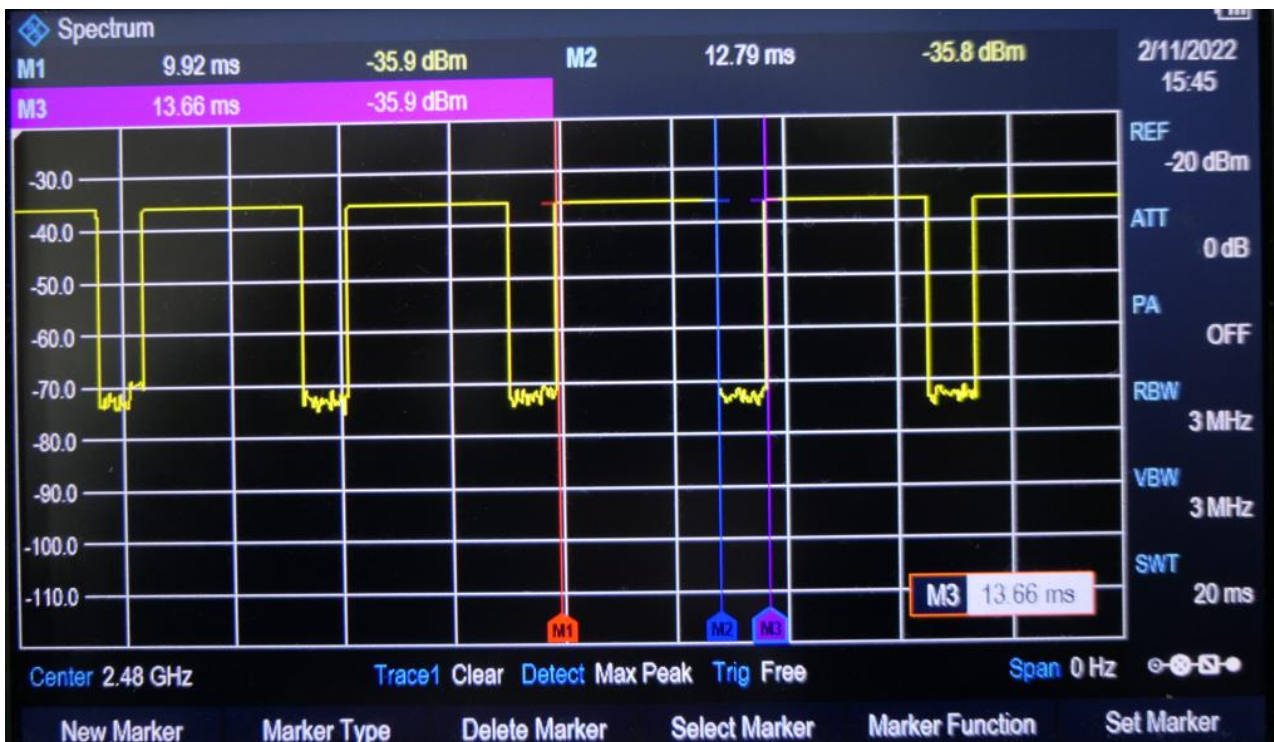 Spectrum
M1 9.92 ms -35.9 dBm M2 12.79 ms -35.8 dBm
M3 13.66 ms -35.9 dBm
2/11/2022
15:45
REF
-20 dBm
ATT
0 dB
PA
OFF
RBW
3 MHz
VBW
3 MHz
SWT
20 ms
-30.0
-40.0
-50.0
-60.0
-70.0
-80.0
-90.0
-100.0
-110.0
M3 13.66 ms
M1 M2 M3
Center 2.48 GHz Trace1 Clear Detect Max Peak Trig Free Span 0 Hz
New Marker Marker Type Delete Marker Select Marker Marker Function Set Marker